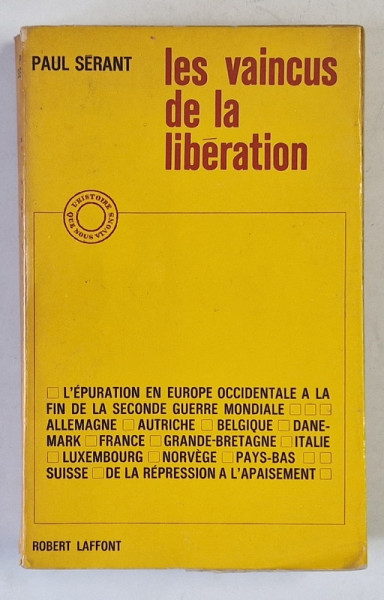 PAUL SÉRANT
les vaincus
de la
libération
L'HISTOIRE QUE NOUS VIVONS
□ L'ÉPURATION EN EUROPE OCCIDENTALE A LA
FIN DE LA SECONDE GUERRE MONDIALE □ □ □
ALLEMAGNE □ AUTRICHE □ BELGIQUE □ DANE-
MARK □ FRANCE □ GRANDE-BRETAGNE □ ITALIE
□ LUXEMBOURG □ NORVÈGE □ PAYS-BAS □ □
SUISSE □ DE LA RÉPRESSION A L'APAISEMENT □
ROBERT LAFFONT